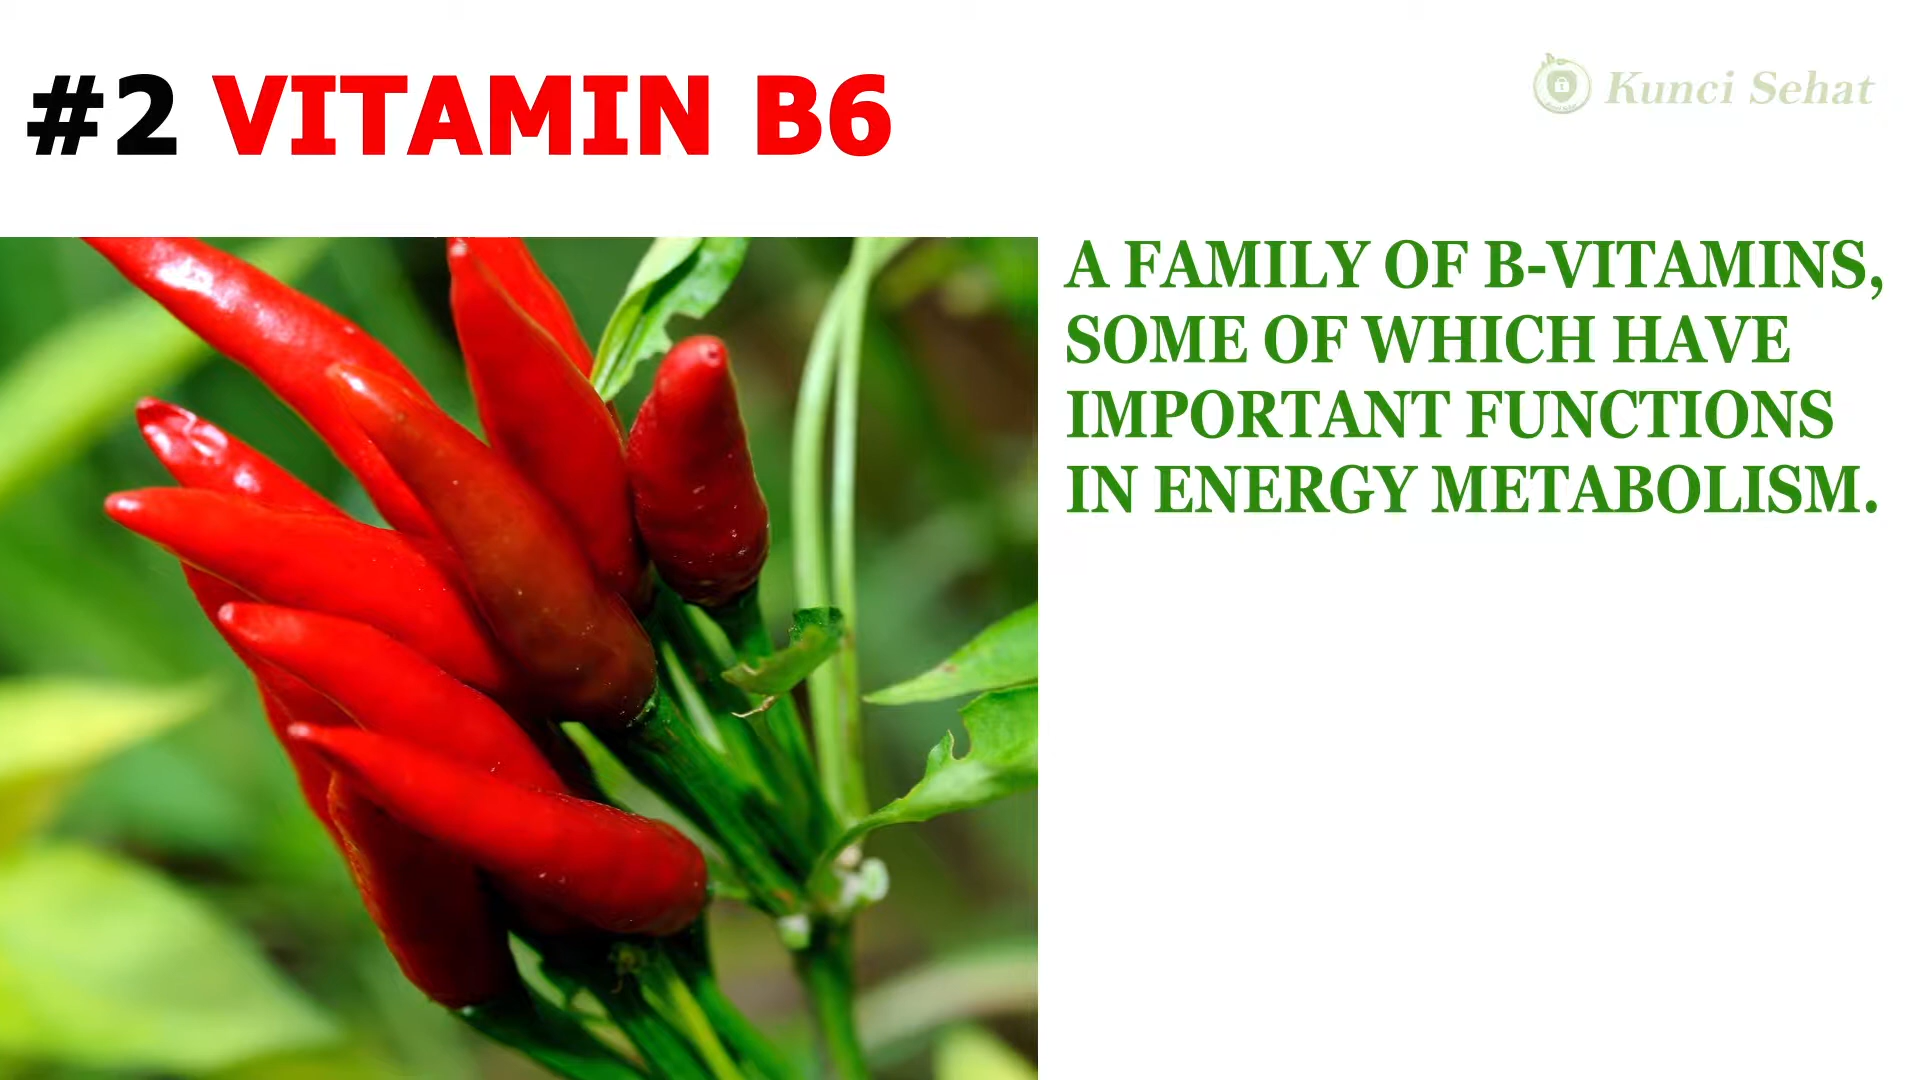 #2 VITAMIN B6
Kunci Sehat
A FAMILY OF B-VITAMINS,
SOME OF WHICH HAVE
IMPORTANT FUNCTIONS
IN ENERGY METABOLISM.